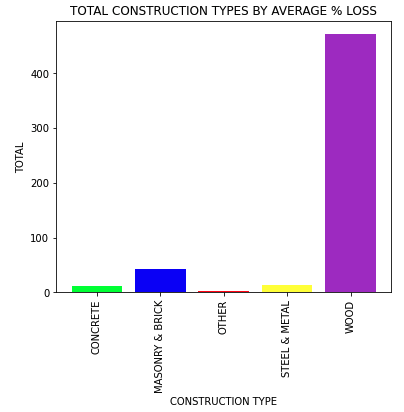 TOTAL CONSTRUCTION TYPES BY AVERAGE % LOSS
400
300
200
100
0
TOTAL
CONCRETE
MASONRY & BRICK
OTHER
STEEL & METAL
WOOD
CONSTRUCTION TYPE